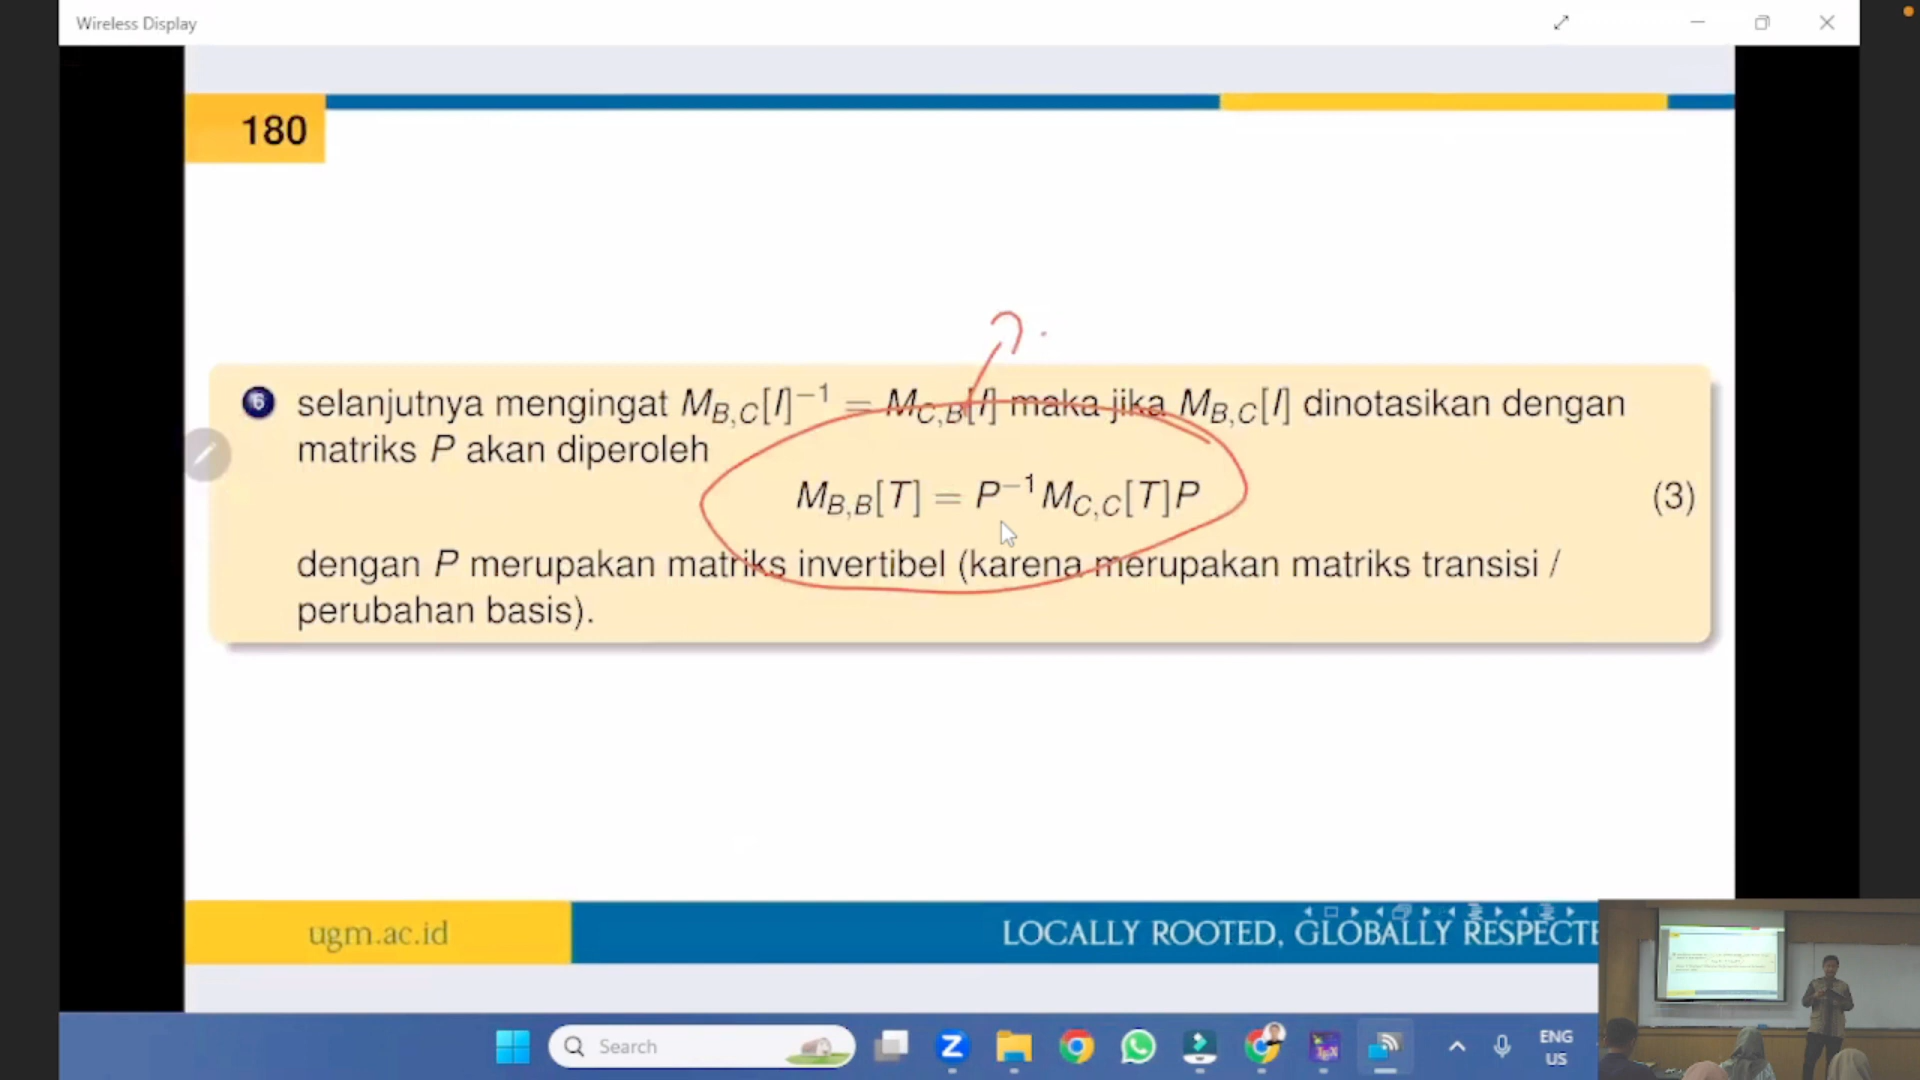 Wireless Display
180
6 selanjutnya mengingat M_{B,C}[I]^{-1} = M_{C,B}[I] maka jika M_{B,C}[I] dinotasikan dengan
matriks P akan diperoleh
M_{B,B}[T] = P^{-1}M_{C,C}[T]P (3)
dengan P merupakan matriks invertibel (karena merupakan matriks transisi /
perubahan basis).
ugm.ac.id
LOCALLY ROOTED, GLOBALLY RESPECTE
Search
ENG
US